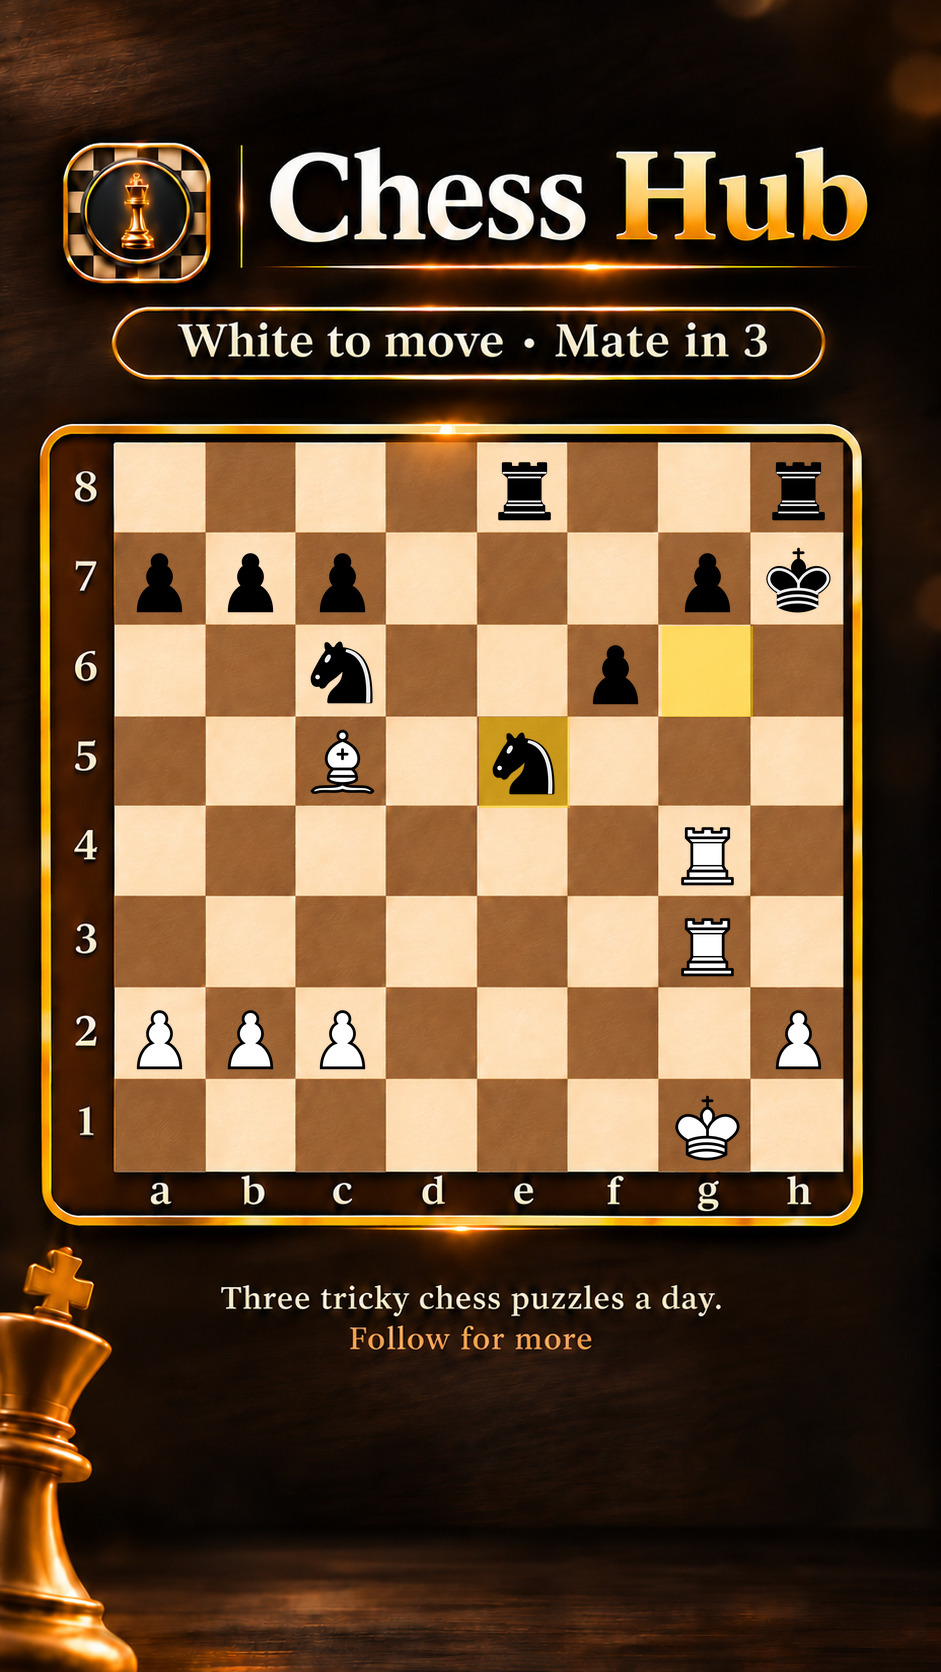 Chess Hub
White to move • Mate in 3
8
7
6
5
4
3
2
1
a b c d e f g h
Three tricky chess puzzles a day.
Follow for more